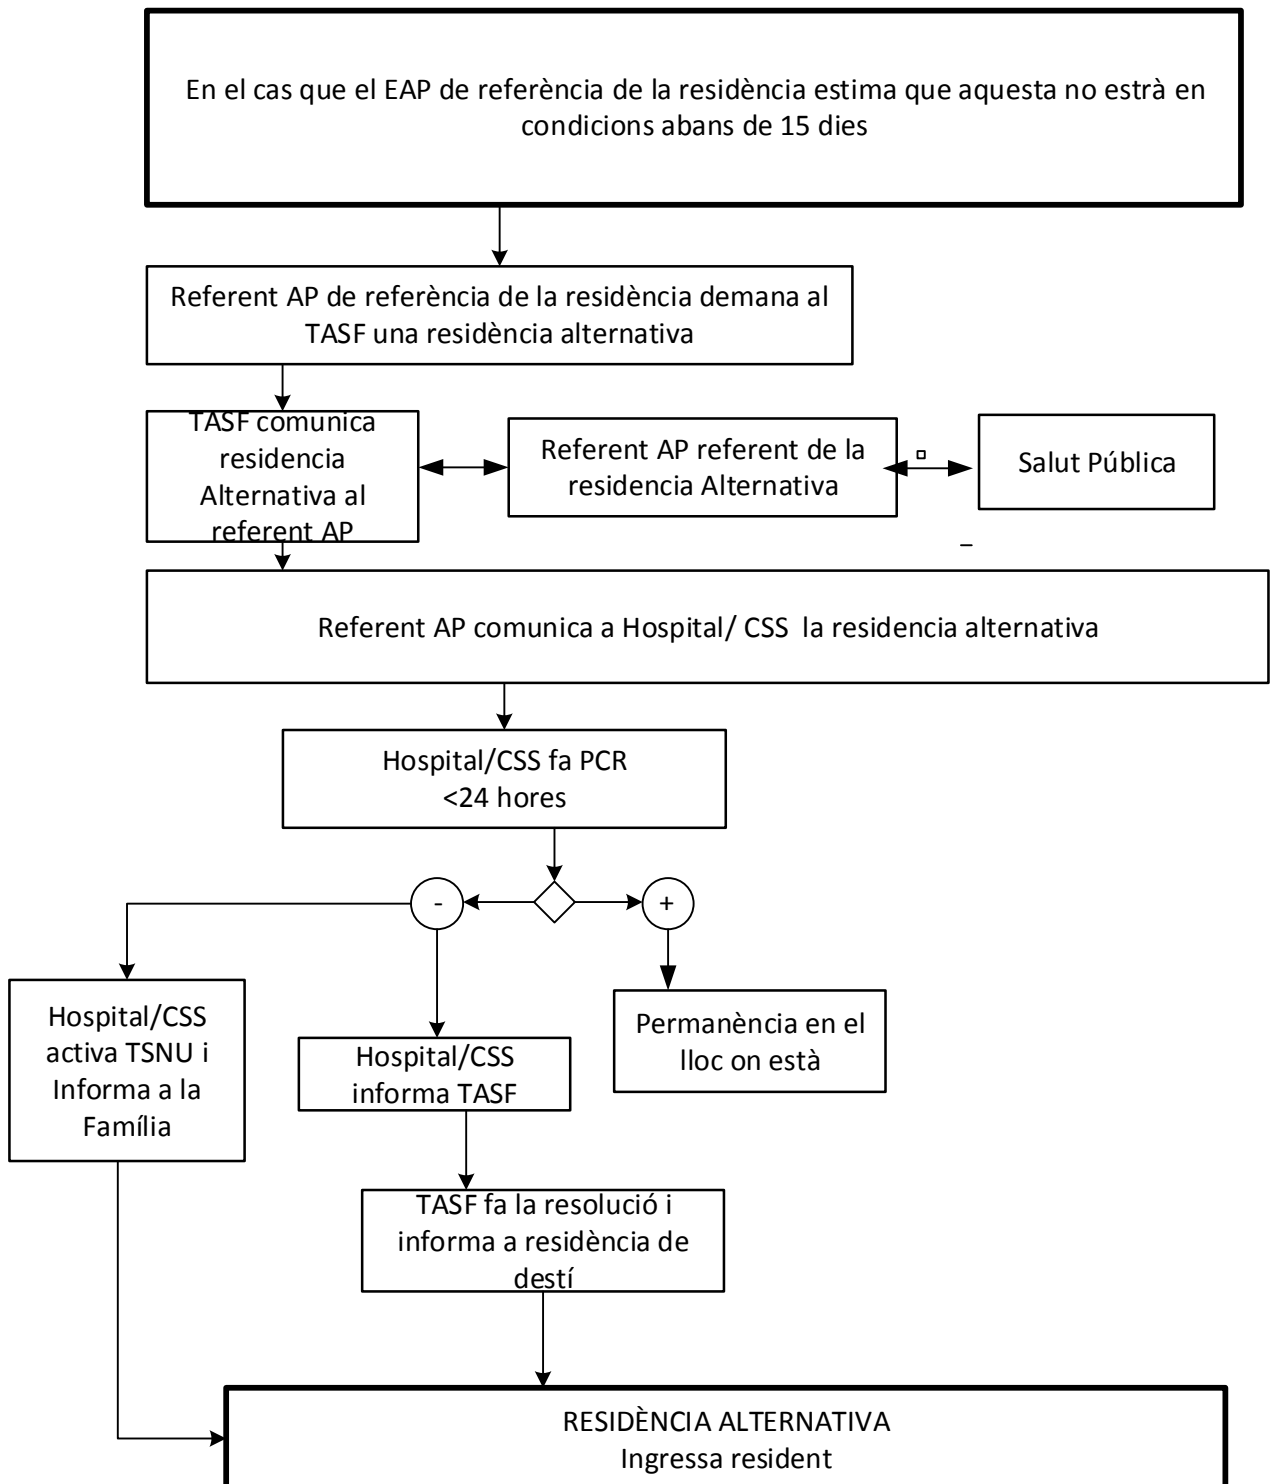 En el cas que el EAP de referència de la residència estima que aquesta no estrà en
condicions abans de 15 dies
Referent AP de referència de la residència demana al
TASF una residència alternativa
TASF comunica
residencia
Alternativa al
referent AP
Referent AP referent de la
residencia Alternativa
Salut Pública
Referent AP comunica a Hospital/ CSS  la residencia alternativa
Hospital/CSS fa PCR
<24 hores
-
+
Hospital/CSS
activa TSNU i
Informa a la
Família
Hospital/CSS
informa TASF
Permanència en el
lloc on està
TASF fa la resolució i
informa a residència de
destí
RESIDÈNCIA ALTERNATIVA
Ingressa resident